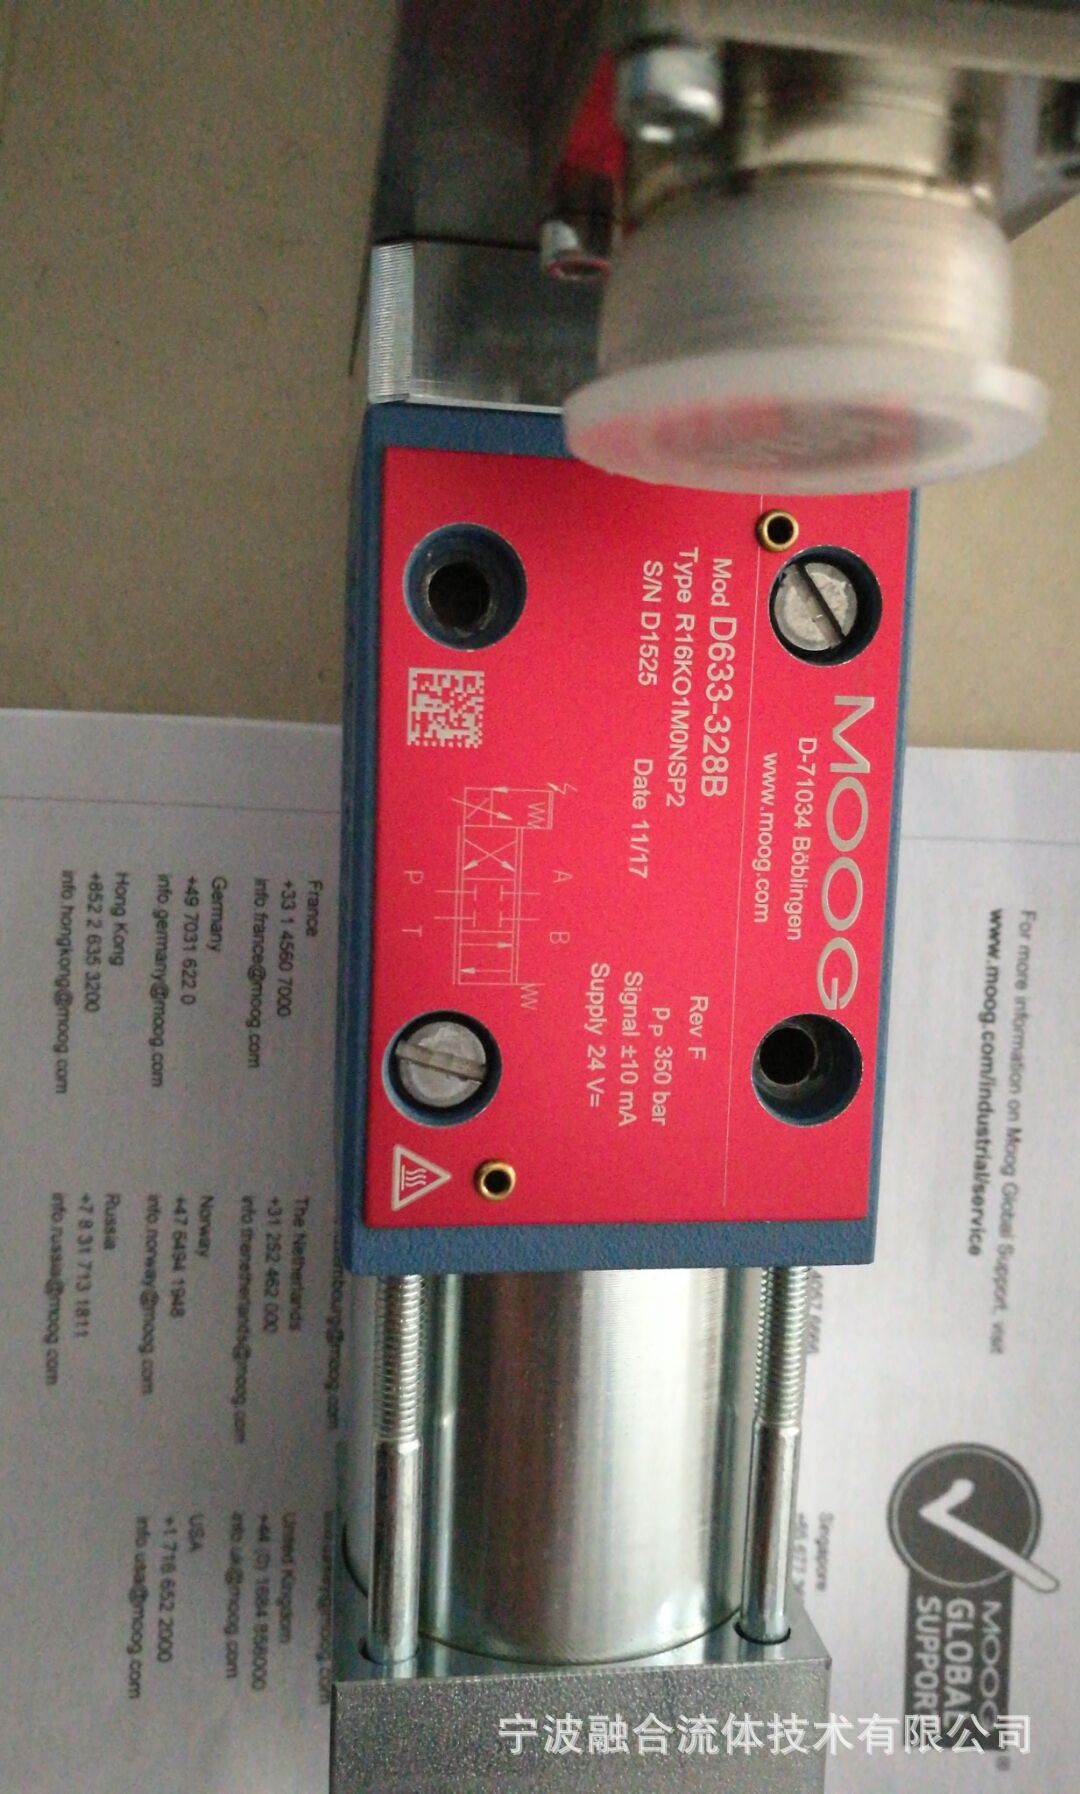 MOOG
D-71034 Böblingen
www.moog.com
Mod D633-328B
Type R16KO1M0NSP2
S/N D1525
Date 11/17
Rev F
pP 350 bar
Signal ±10 mA
Supply 24 V=
A B
P T
For more information on Moog Global Support, visit
www.moog.com/industrial/service
MOOG
GLOBAL
SUPPORT
®
France
+33 1 4560 7000
info.france@moog.com
Germany
+49 7031 622 0
info.germany@moog.com
Hong Kong
+852 2 635 3200
info.hongkong@moog.com
The Netherlands
+31 252 462 000
info.thenetherlands@moog.com
Norway
+47 6494 1948
info.norway@moog.com
Russia
+7 8 31 713 1811
info.russia@moog.com
Singapore
United Kingdom
+44 (0) 1684 858000
info.uk@moog.com
USA
+1 716 652 2000
info.usa@moog.com
宁波融合流体技术有限公司